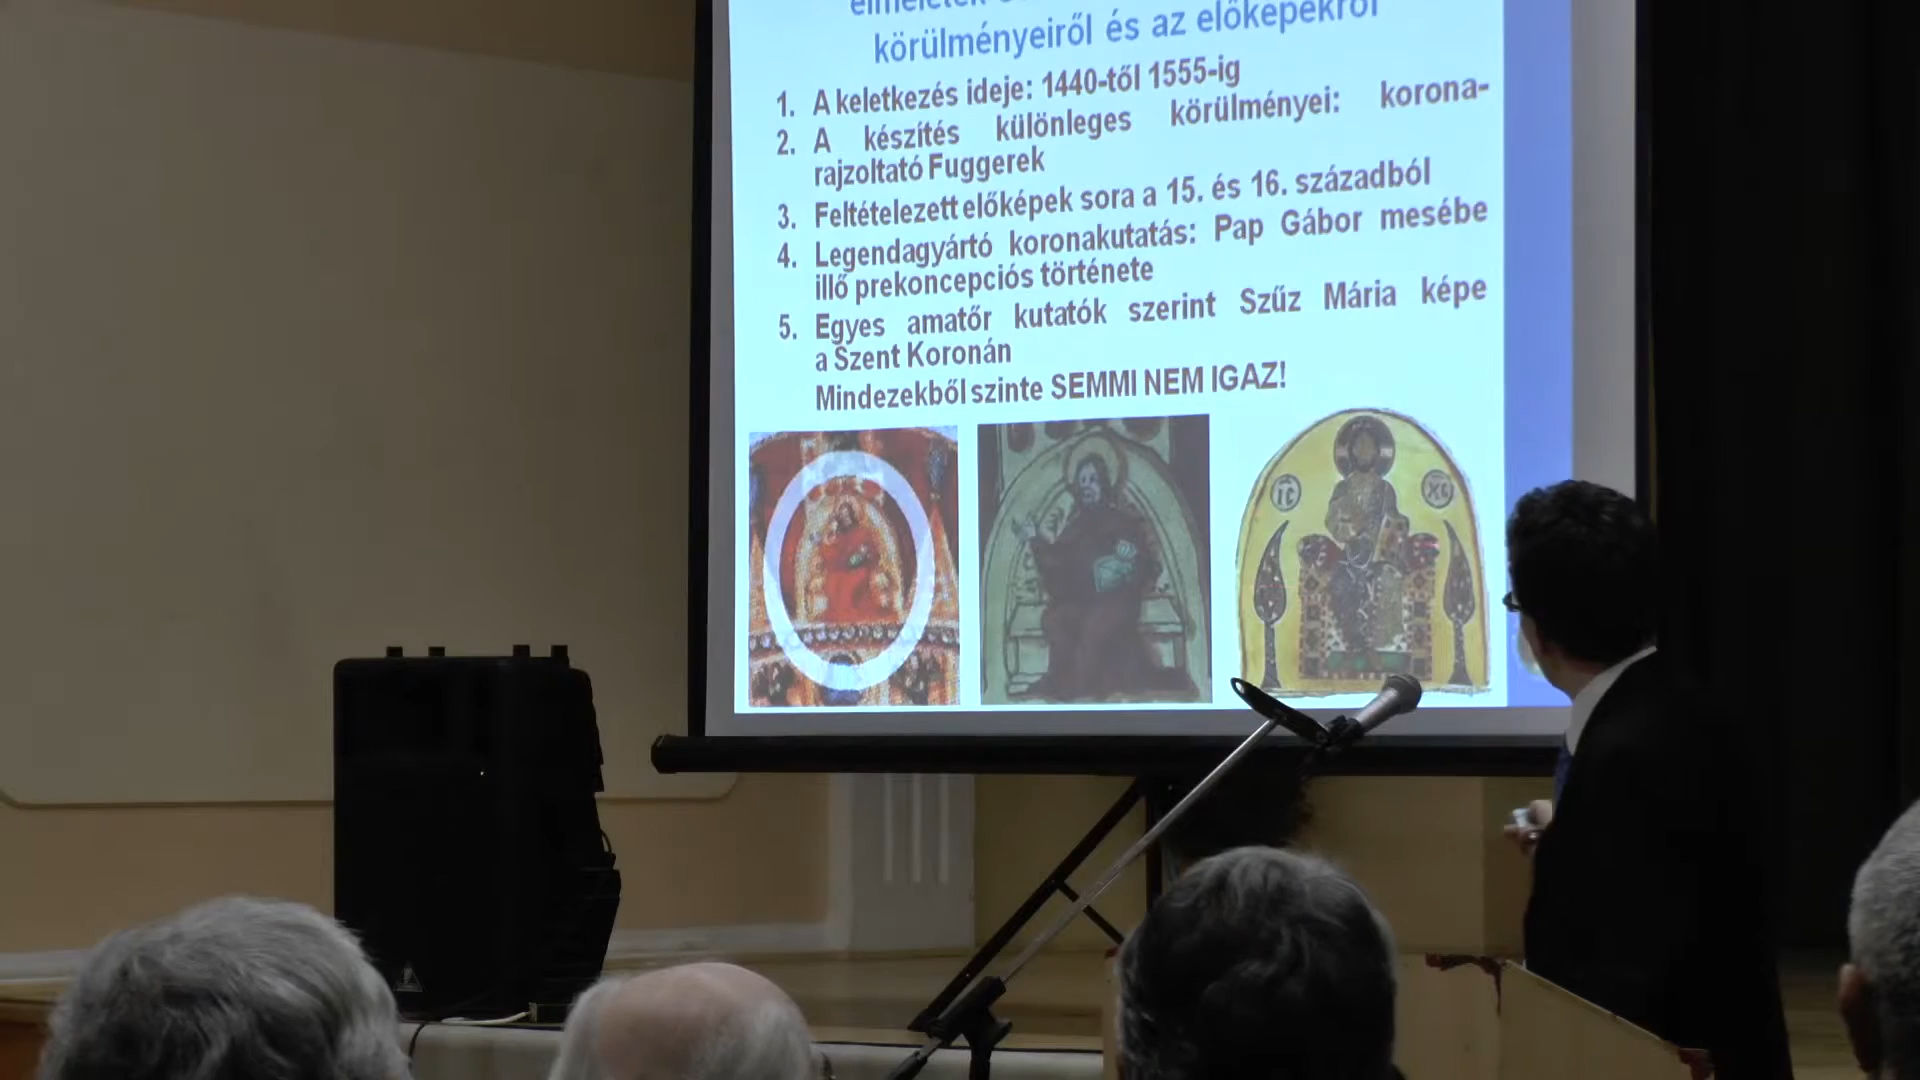 körülményeiről és az előképekről
1. A keletkezés ideje: 1440-től 1555-ig
2. A készítés különleges körülményei: korona-
rajzoltató Fuggerek
3. Feltételezett előképek sora a 15. és 16. századból
4. Legendagyártó koronakutatás: Pap Gábor mesébe
illő prekoncepciós története
5. Egyes amatőr kutatók szerint Szűz Mária képe
a Szent Koronán
Mindezekből szinte SEMMI NEM IGAZ!
IC XC